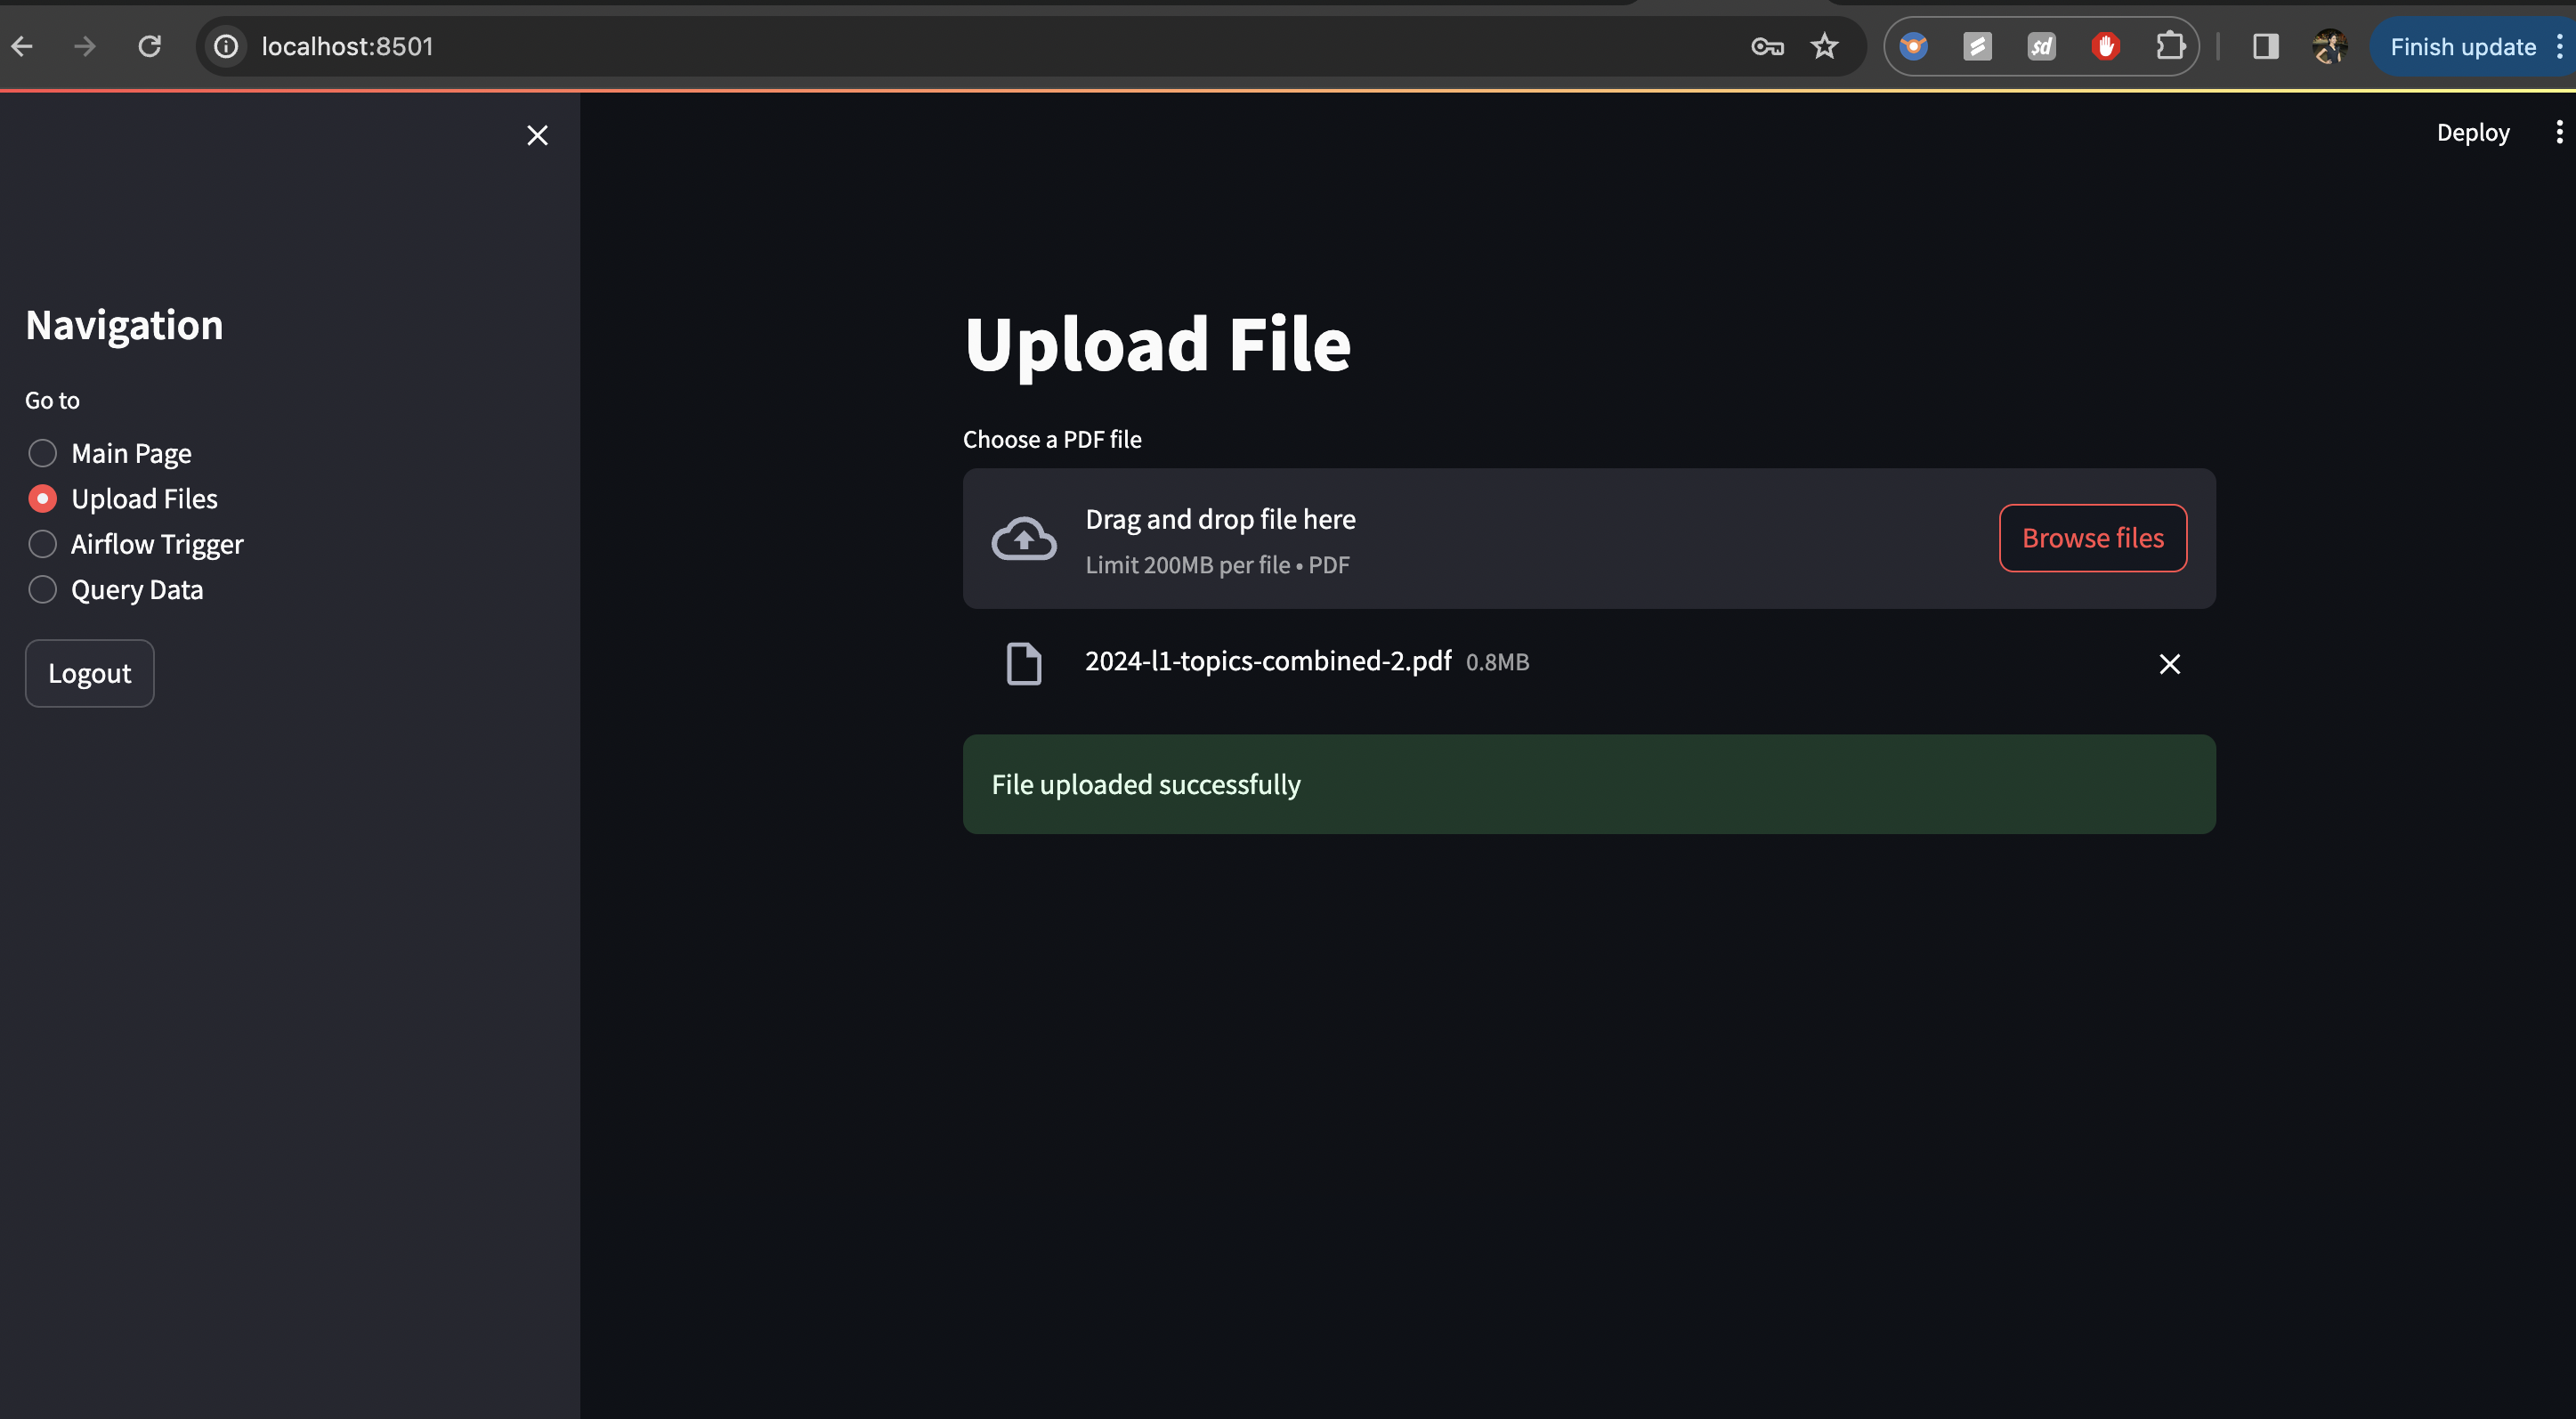 localhost:8501
Finish update
Deploy
Navigation
Go to
Main Page
Upload Files
Airflow Trigger
Query Data
Logout
Upload File
Choose a PDF file
Drag and drop file here
Limit 200MB per file • PDF
Browse files
2024-l1-topics-combined-2.pdf 0.8MB
File uploaded successfully